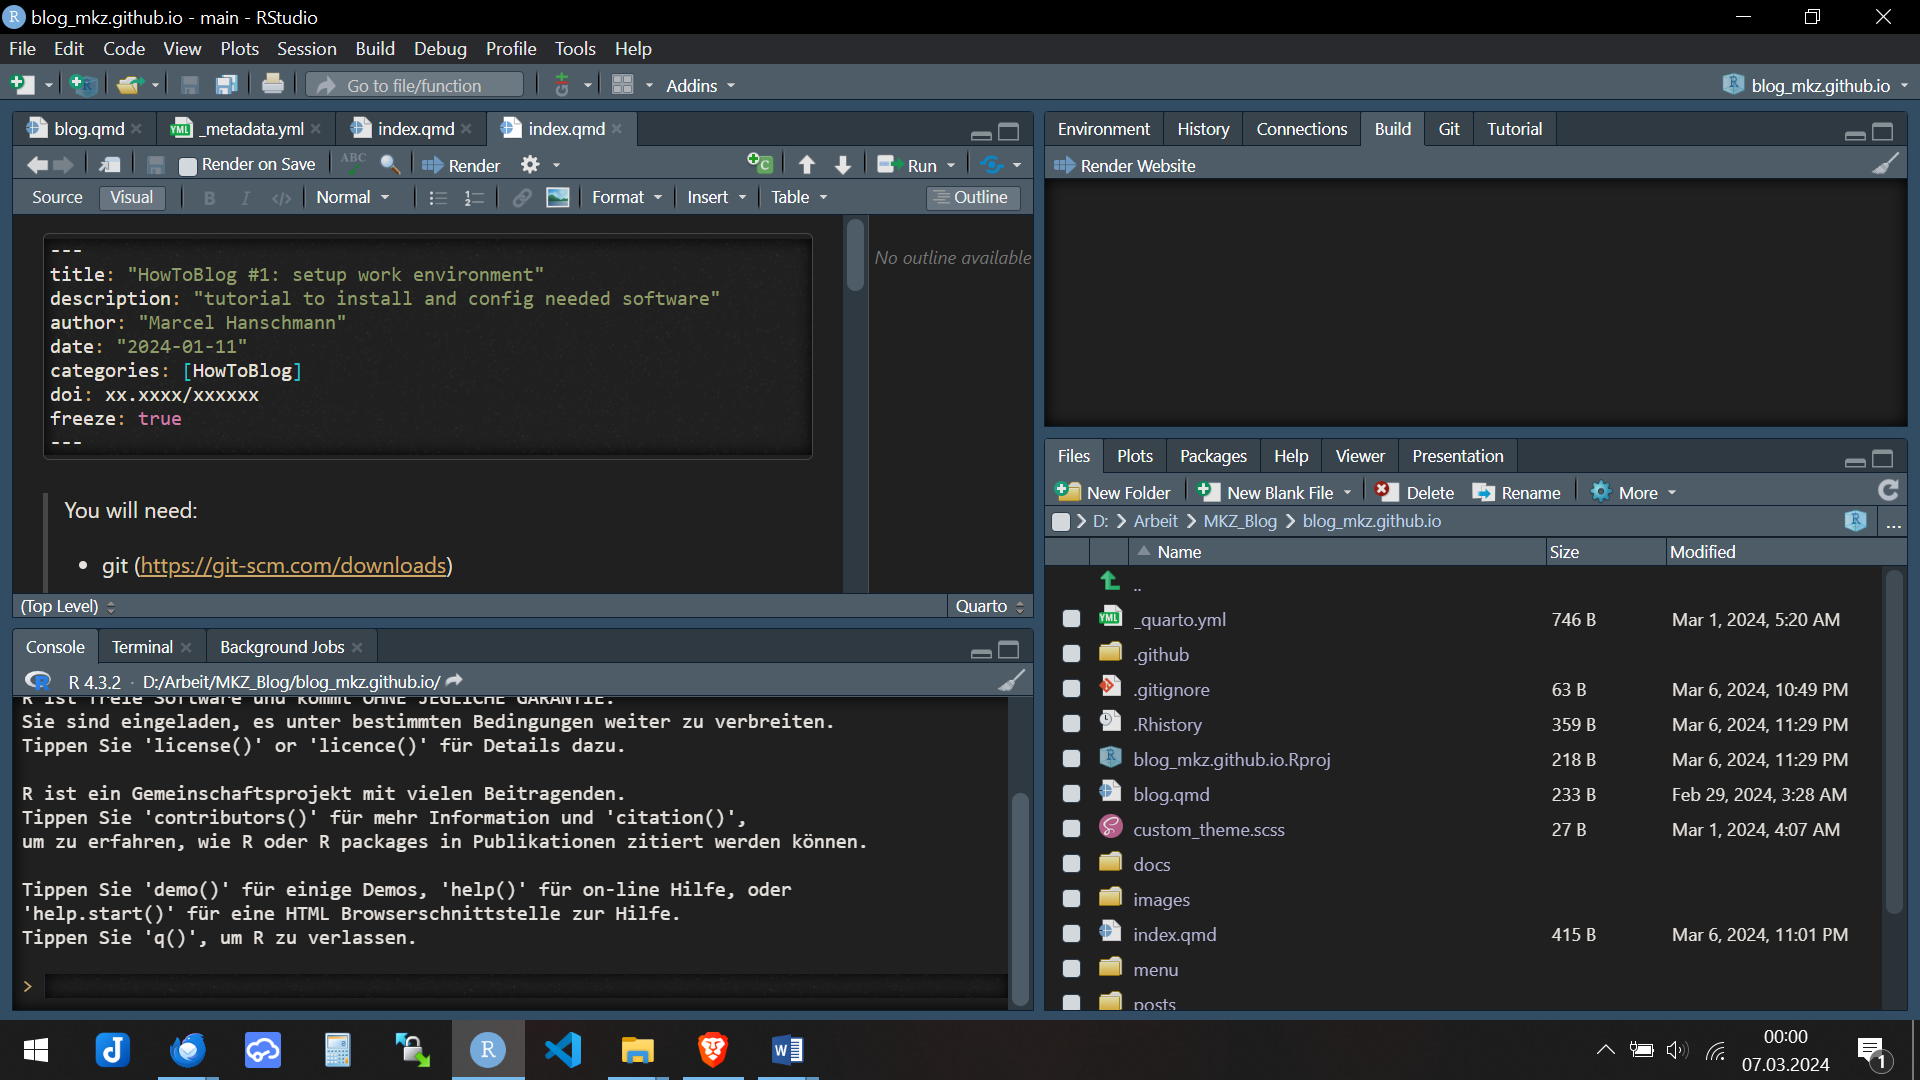 blog_mkz.github.io - main - RStudio
File Edit Code View Plots Session Build Debug Profile Tools Help
Go to file/function Addins blog_mkz.github.io
blog.qmd _metadata.yml index.qmd index.qmd
Render on Save ABC Render Run
Source Visual B I </> Normal Format Insert Table Outline
---
title: "HowToBlog #1: setup work environment"
description: "tutorial to install and config needed software"
author: "Marcel Hanschmann"
date: "2024-01-11"
categories: [HowToBlog]
doi: xx.xxxx/xxxxxx
freeze: true
---
No outline available
You will need:
• git (https://git-scm.com/downloads)
(Top Level) Quarto
Console Terminal Background Jobs
R 4.3.2 · D:/Arbeit/MKZ_Blog/blog_mkz.github.io/
R ist freie Software und kommt OHNE JEGLICHE GARANTIE.
Sie sind eingeladen, es unter bestimmten Bedingungen weiter zu verbreiten.
Tippen Sie 'license()' or 'licence()' für Details dazu.
R ist ein Gemeinschaftsprojekt mit vielen Beitragenden.
Tippen Sie 'contributors()' für mehr Information und 'citation()',
um zu erfahren, wie R oder R packages in Publikationen zitiert werden können.
Tippen Sie 'demo()' für einige Demos, 'help()' für on-line Hilfe, oder
'help.start()' für eine HTML Browserschnittstelle zur Hilfe.
Tippen Sie 'q()', um R zu verlassen.
>
Environment History Connections Build Git Tutorial
Render Website
Files Plots Packages Help Viewer Presentation
New Folder New Blank File Delete Rename More
D: > Arbeit > MKZ_Blog > blog_mkz.github.io ...
Name Size Modified
..
_quarto.yml 746 B Mar 1, 2024, 5:20 AM
.github
.gitignore 63 B Mar 6, 2024, 10:49 PM
.Rhistory 359 B Mar 6, 2024, 11:29 PM
blog_mkz.github.io.Rproj 218 B Mar 6, 2024, 11:29 PM
blog.qmd 233 B Feb 29, 2024, 3:28 AM
custom_theme.scss 27 B Mar 1, 2024, 4:07 AM
docs
images
index.qmd 415 B Mar 6, 2024, 11:01 PM
menu
posts
00:00
07.03.2024
1